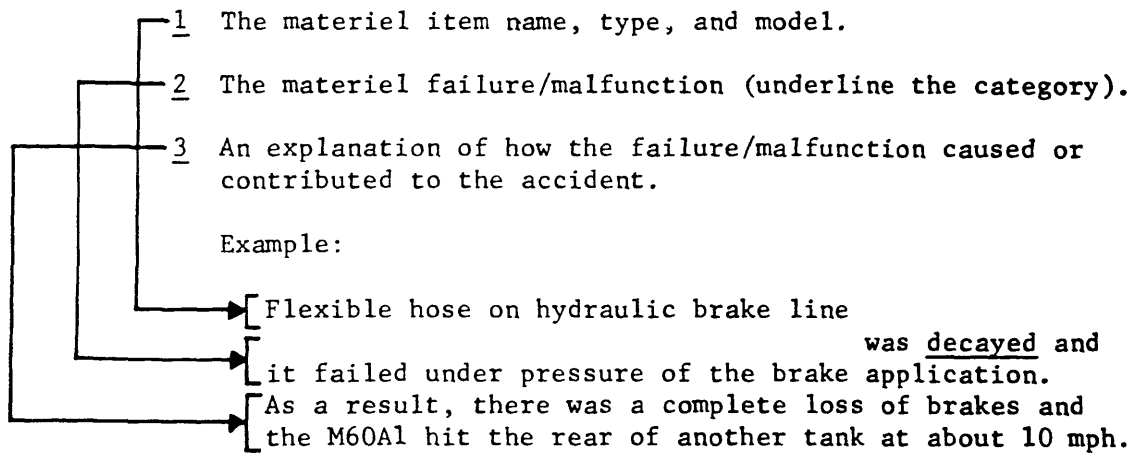 1 The materiel item name, type, and model.
2 The materiel failure/malfunction (underline the category).
3 An explanation of how the failure/malfunction caused or
contributed to the accident.
Example:
Flexible hose on hydraulic brake line
was decayed and
it failed under pressure of the brake application.
As a result, there was a complete loss of brakes and
the M60A1 hit the rear of another tank at about 10 mph.